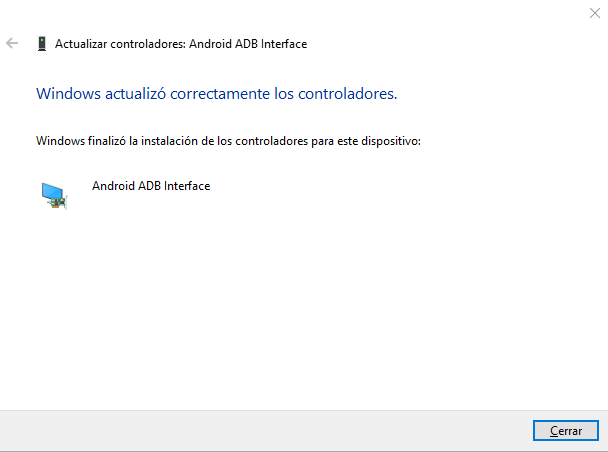 Actualizar controladores: Android ADB Interface
Windows actualizó correctamente los controladores.
Windows finalizó la instalación de los controladores para este dispositivo:
Android ADB Interface
Cerrar